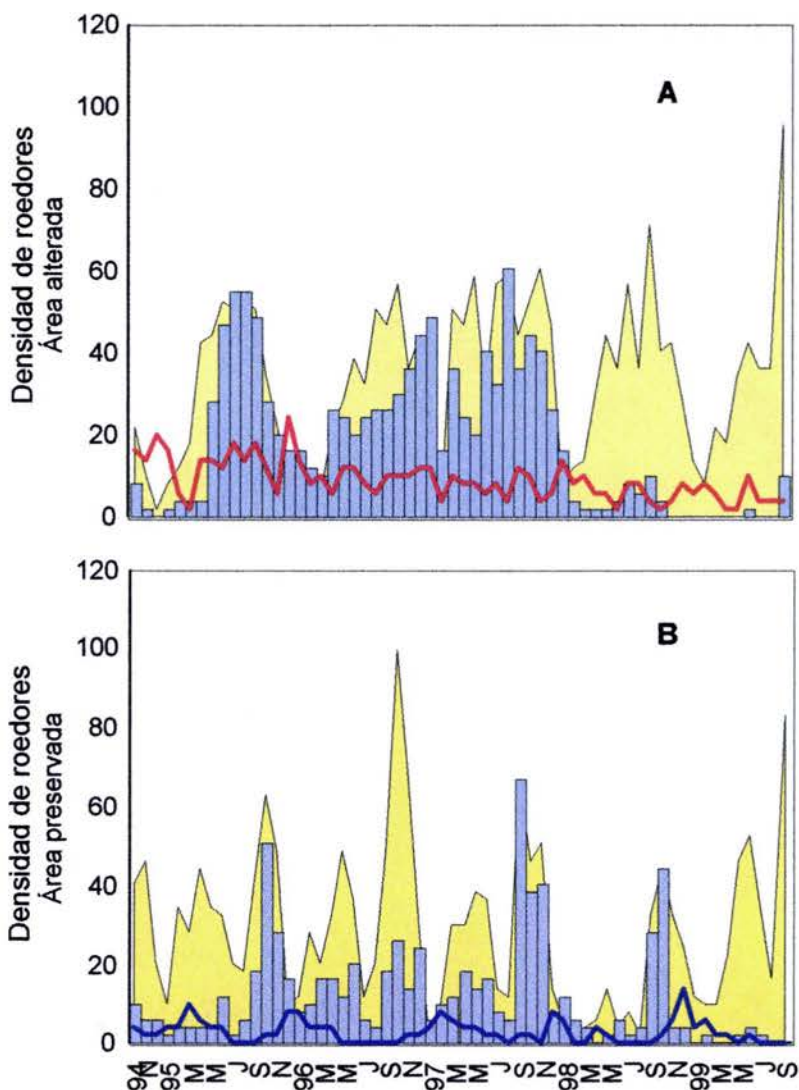 120
A
100
80
60
40
20
0
Densidad de roedores
Área alterada
120
B
100
80
60
40
20
0
Densidad de roedores
Área preservada
94 N 95 M M J S N 96 M M J S N 97 M M J S N 98 M M J S N 99 M M J S